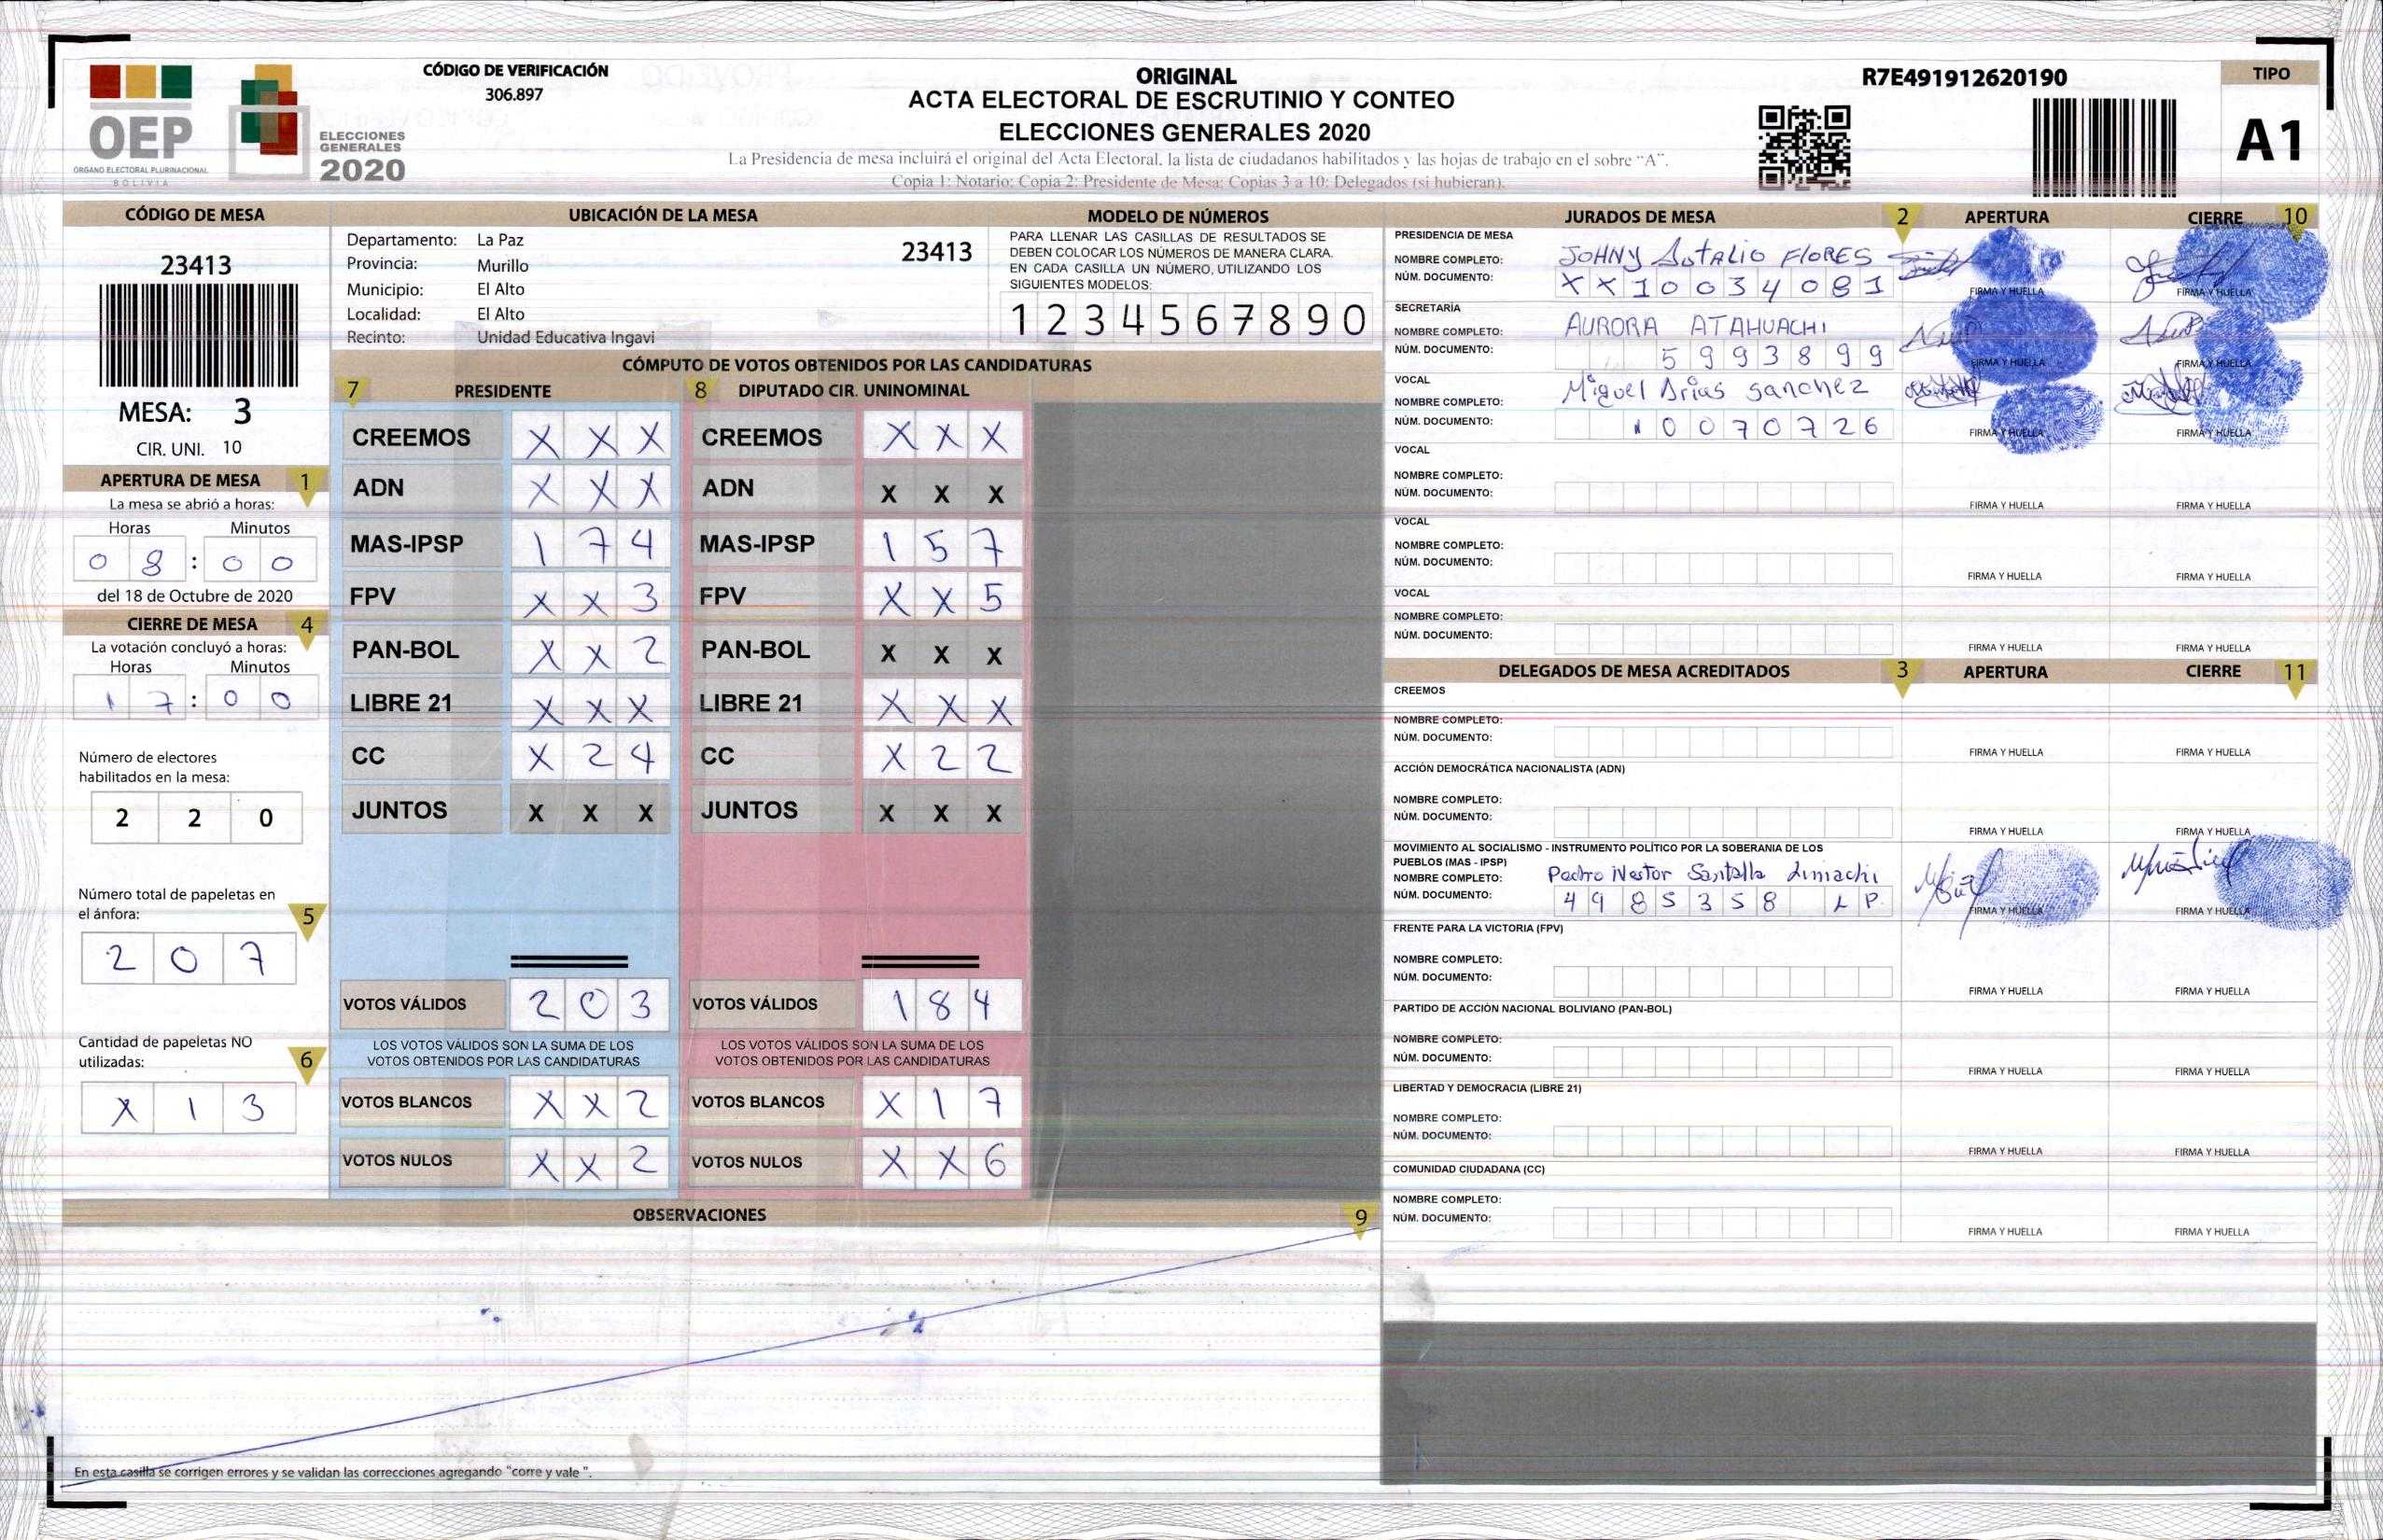 OEP
ORGANO ELECTORAL PLURINACIONAL
BOLIVIA
ELECCIONES
GENERALES
2020
CÓDIGO DE VERIFICACIÓN
306.897
ORIGINAL
ACTA ELECTORAL DE ESCRUTINIO Y CONTEO
ELECCIONES GENERALES 2020
La Presidencia de mesa incluirá el original del Acta Electoral, la lista de ciudadanos habilitados y las hojas de trabajo en el sobre “A”.
Copia 1: Notario; Copia 2: Presidente de Mesa; Copias 3 a 10: Delegados (si hubieran).
R7E491912620190
TIPO
A1
CÓDIGO DE MESA
23413
MESA: 3
CIR. UNI. 10
APERTURA DE MESA 1
La mesa se abrió a horas:
Horas Minutos
0 8 : 0 0
del 18 de Octubre de 2020
CIERRE DE MESA 4
La votación concluyó a horas:
Horas Minutos
1 7 : 0 0
Número de electores
habilitados en la mesa:
2 2 0
Número total de papeletas en
el ánfora: 5
2 0 7
Cantidad de papeletas NO
utilizadas: 6
X 1 3
UBICACIÓN DE LA MESA
Departamento: La Paz
23413
Provincia: Murillo
Municipio: El Alto
Localidad: El Alto
Recinto: Unidad Educativa Ingavi
MODELO DE NÚMEROS
PARA LLENAR LAS CASILLAS DE RESULTADOS SE
DEBEN COLOCAR LOS NÚMEROS DE MANERA CLARA.
EN CADA CASILLA UN NÚMERO, UTILIZANDO LOS
SIGUIENTES MODELOS:
1 2 3 4 5 6 7 8 9 0
CÓMPUTO DE VOTOS OBTENIDOS POR LAS CANDIDATURAS
7 PRESIDENTE 8 DIPUTADO CIR. UNINOMINAL
CREEMOS X X X CREEMOS X X X
ADN X X X ADN X X X
MAS-IPSP 1 7 4 MAS-IPSP 1 5 7
FPV X X 3 FPV X X 5
PAN-BOL X X 2 PAN-BOL X X X
LIBRE 21 X X X LIBRE 21 X X X
CC X 2 4 CC X 2 2
JUNTOS X X X JUNTOS X X X
VOTOS VÁLIDOS 2 0 3 VOTOS VÁLIDOS 1 8 4
LOS VOTOS VÁLIDOS SON LA SUMA DE LOS LOS VOTOS VÁLIDOS SON LA SUMA DE LOS
VOTOS OBTENIDOS POR LAS CANDIDATURAS VOTOS OBTENIDOS POR LAS CANDIDATURAS
VOTOS BLANCOS X X 2 VOTOS BLANCOS X 1 7
VOTOS NULOS X X 2 VOTOS NULOS X X 6
OBSERVACIONES 9
En esta casilla se corrigen errores y se validan las correcciones agregando "corre y vale ".
JURADOS DE MESA 2 APERTURA CIERRE 10
PRESIDENCIA DE MESA
NOMBRE COMPLETO: JOHNY FLORES
NÚM. DOCUMENTO: X X 1 0 0 3 4 0 8 1 FIRMA Y HUELLA FIRMA Y HUELLA
SECRETARÍA
NOMBRE COMPLETO: AURORA ATAHUACHI
NÚM. DOCUMENTO: 5 9 9 3 8 9 9 FIRMA Y HUELLA FIRMA Y HUELLA
VOCAL
NOMBRE COMPLETO: Miguel Arias Sanchez
NÚM. DOCUMENTO: 1 0 0 7 0 7 2 6 FIRMA Y HUELLA FIRMA Y HUELLA
VOCAL
NOMBRE COMPLETO:
NÚM. DOCUMENTO: FIRMA Y HUELLA FIRMA Y HUELLA
VOCAL
NOMBRE COMPLETO:
NÚM. DOCUMENTO: FIRMA Y HUELLA FIRMA Y HUELLA
VOCAL
NOMBRE COMPLETO:
NÚM. DOCUMENTO: FIRMA Y HUELLA FIRMA Y HUELLA
DELEGADOS DE MESA ACREDITADOS 3 APERTURA CIERRE 11
CREEMOS
NOMBRE COMPLETO:
NÚM. DOCUMENTO: FIRMA Y HUELLA FIRMA Y HUELLA
ACCIÓN DEMOCRÁTICA NACIONALISTA (ADN)
NOMBRE COMPLETO:
NÚM. DOCUMENTO: FIRMA Y HUELLA FIRMA Y HUELLA
MOVIMIENTO AL SOCIALISMO - INSTRUMENTO POLÍTICO POR LA SOBERANIA DE LOS
PUEBLOS (MAS - IPSP)
NOMBRE COMPLETO: Pedro Nestor Santalla Limachi
NÚM. DOCUMENTO: 4 9 8 5 3 5 8 L P. FIRMA Y HUELLA FIRMA Y HUELLA
FRENTE PARA LA VICTORIA (FPV)
NOMBRE COMPLETO:
NÚM. DOCUMENTO: FIRMA Y HUELLA FIRMA Y HUELLA
PARTIDO DE ACCIÓN NACIONAL BOLIVIANO (PAN-BOL)
NOMBRE COMPLETO:
NÚM. DOCUMENTO: FIRMA Y HUELLA FIRMA Y HUELLA
LIBERTAD Y DEMOCRACIA (LIBRE 21)
NOMBRE COMPLETO:
NÚM. DOCUMENTO: FIRMA Y HUELLA FIRMA Y HUELLA
COMUNIDAD CIUDADANA (CC)
NOMBRE COMPLETO:
NÚM. DOCUMENTO: FIRMA Y HUELLA FIRMA Y HUELLA